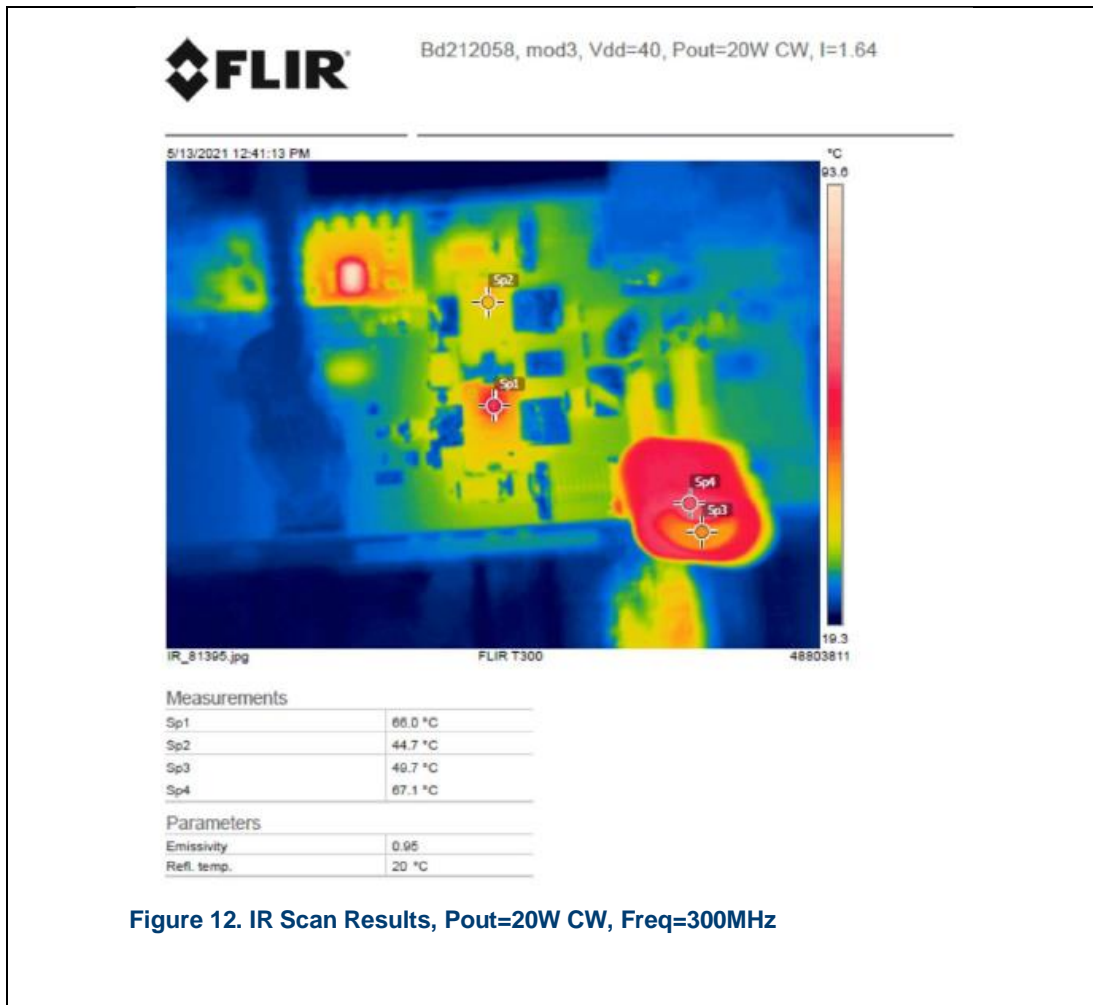 FLIR
Bd212058, mod3, Vdd=40, Pout=20W CW, I=1.64
5/13/2021 12:41:13 PM
°C
93.6
Sp2
Sp1
Sp4
Sp3
19.3
IR_81395.jpg
FLIR T300
48803811
Measurements
Sp1 66.0 °C
Sp2 44.7 °C
Sp3 49.7 °C
Sp4 67.1 °C
Parameters
Emissivity 0.95
Refl. temp. 20 °C
Figure 12. IR Scan Results, Pout=20W CW, Freq=300MHz